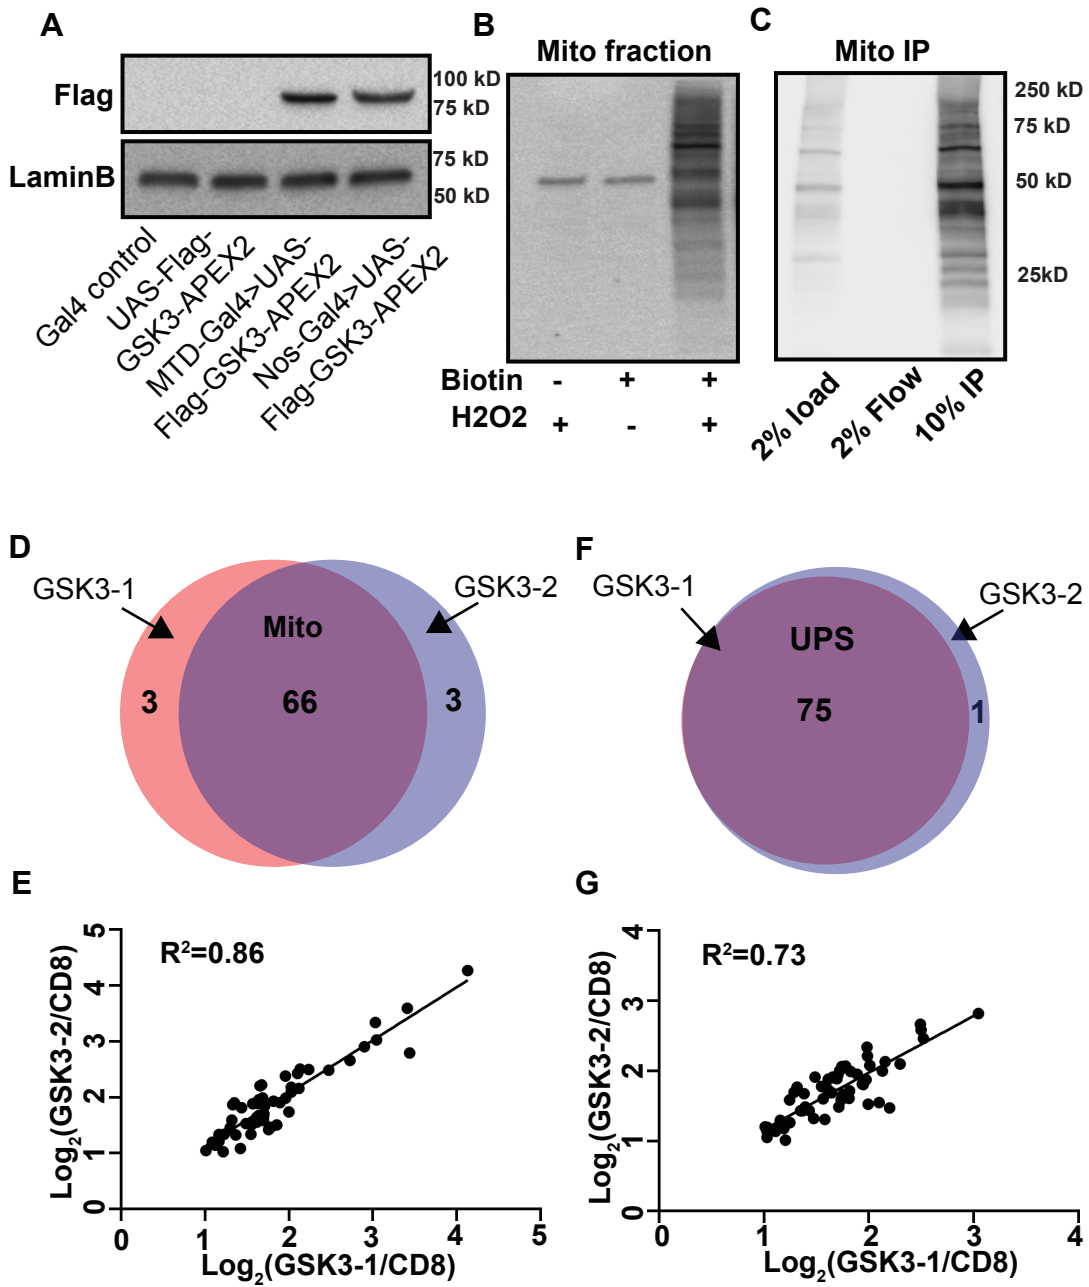 A
Flag
100 kD
75 kD
LaminB
75 kD
50 kD
Gal4 control
UAS-Flag-
GSK3-APEX2
MTD-Gal4>UAS-
Flag-GSK3-APEX2
Nos-Gal4>UAS-
Flag-GSK3-APEX2
B
Mito fraction
Biotin - + +
H2O2 + - +
C
Mito IP
250 kD
75 kD
50 kD
25kD
2% load
2% Flow
10% IP
D
GSK3-1
GSK3-2
Mito
3 66 3
F
GSK3-1
GSK3-2
UPS
75 1
E
R²=0.86
Log₂(GSK3-2/CD8)
5
4
3
2
1
0
0 1 2 3 4 5
Log₂(GSK3-1/CD8)
G
R²=0.73
Log₂(GSK3-2/CD8)
4
3
2
1
0
0 1 2 3 4
Log₂(GSK3-1/CD8)